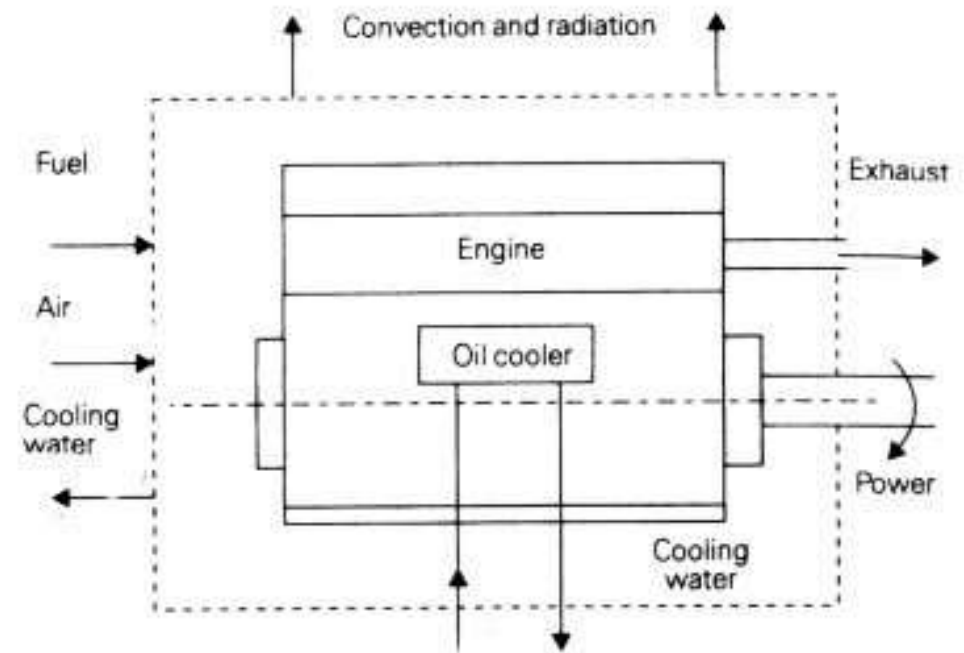 Convection and radiation
Fuel
Exhaust
Engine
Air
Oil cooler
Cooling
water
Power
Cooling
water